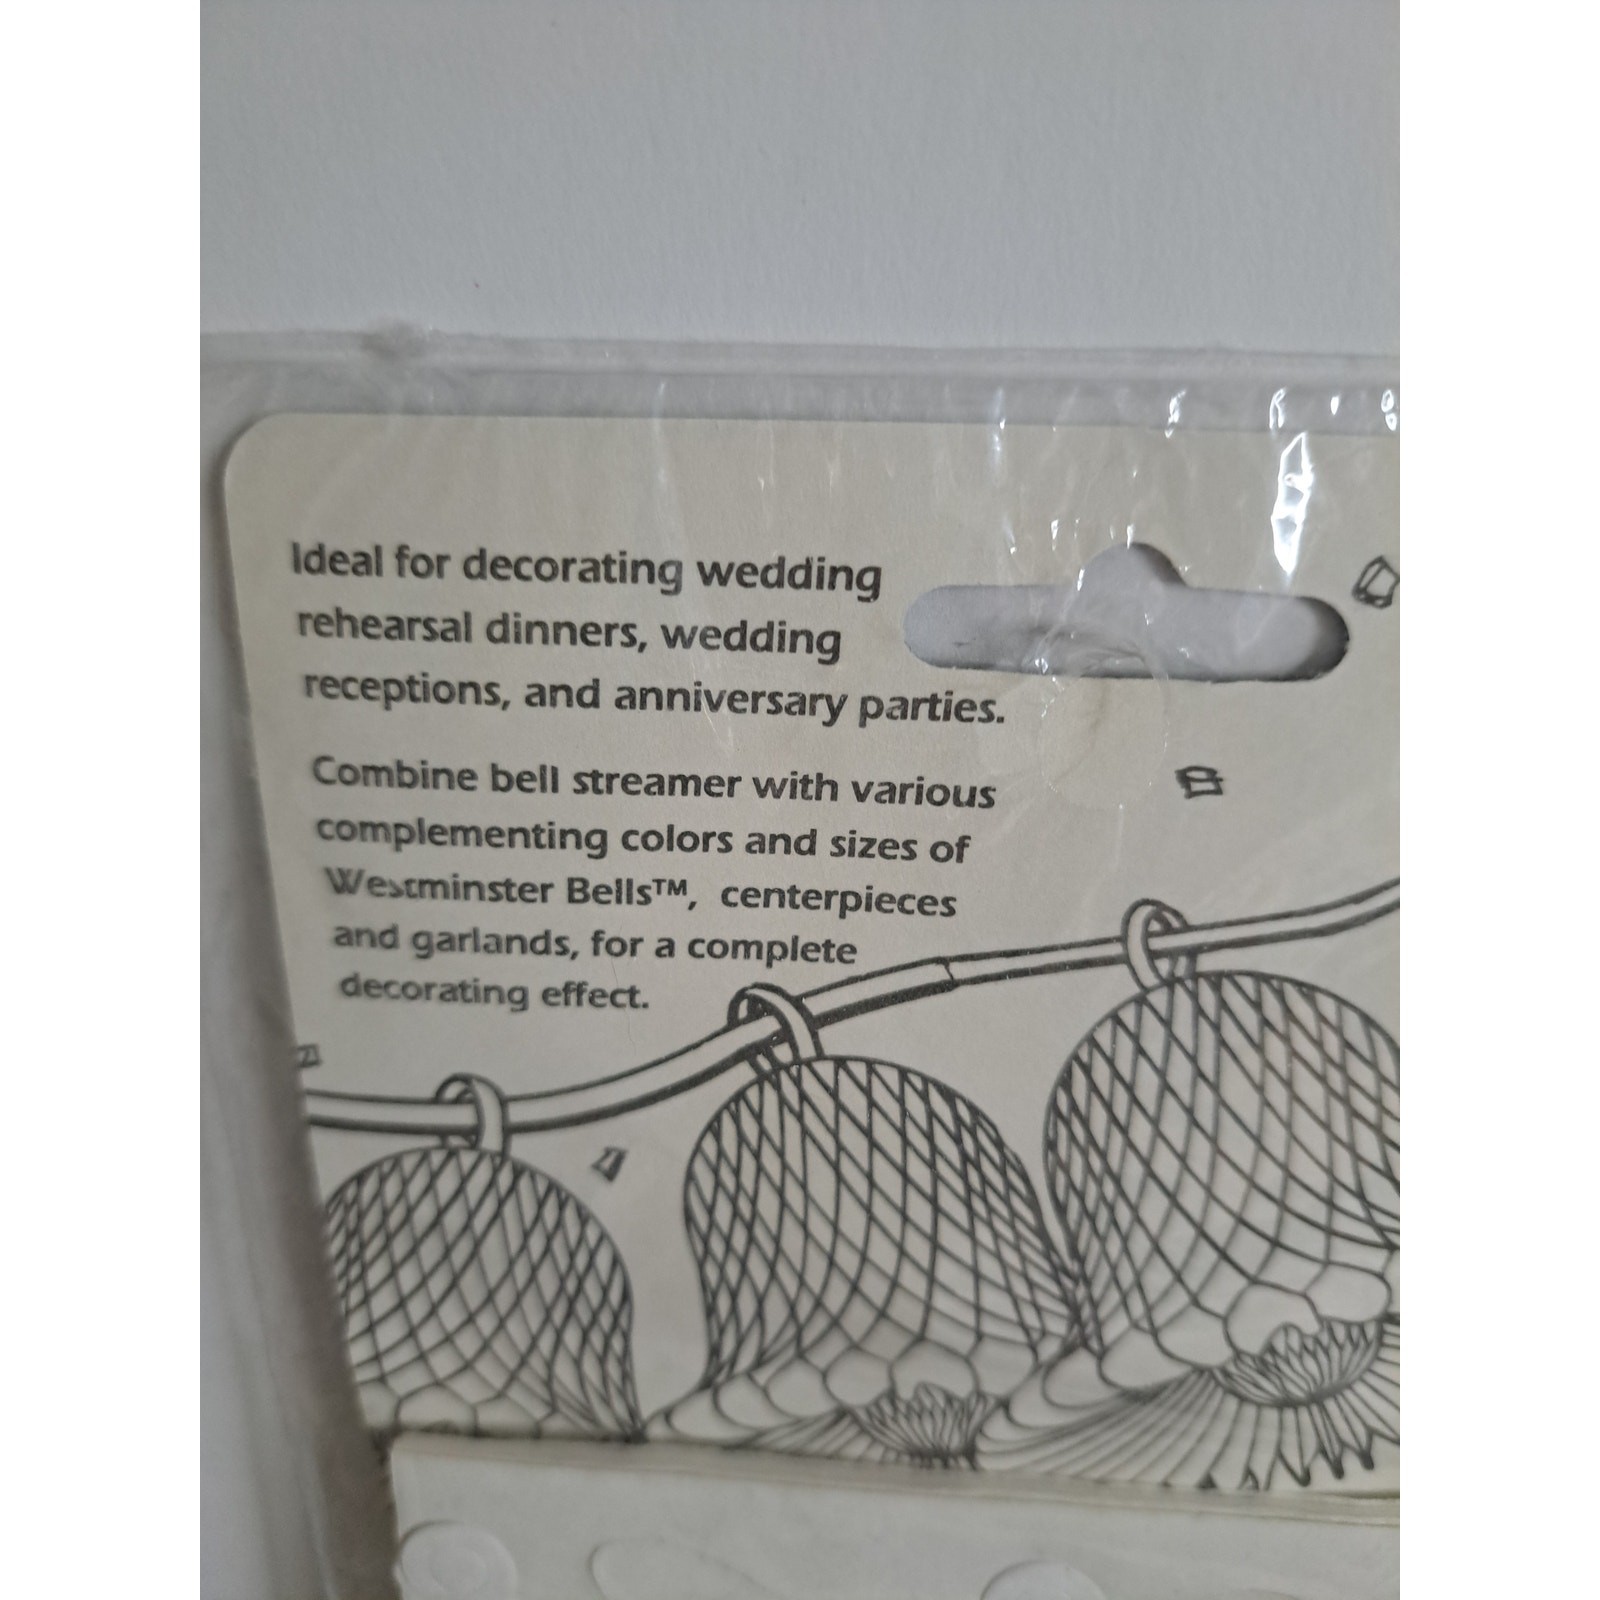 Ideal for decorating wedding
rehearsal dinners, wedding
receptions, and anniversary parties.
Combine bell streamer with various
complementing colors and sizes of
Westminster Bells™, centerpieces
and garlands, for a complete
decorating effect.